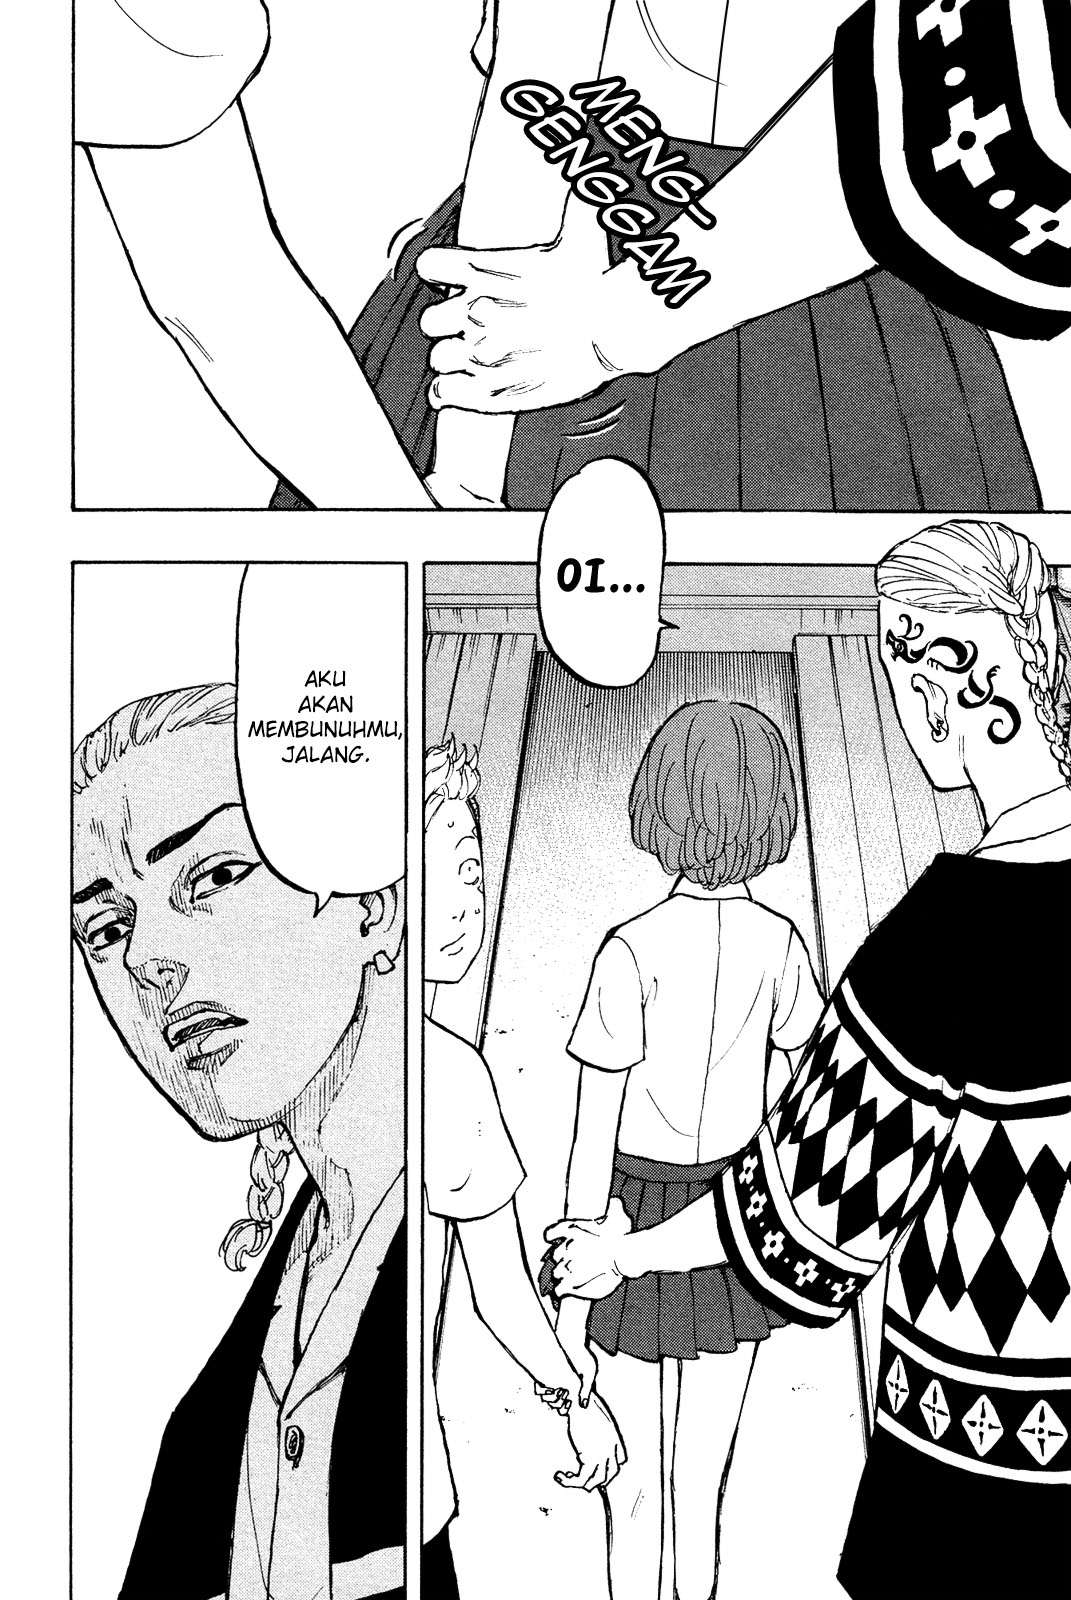 MENG-
GENGGAM
OI...
AKU
AKAN
MEMBUNUHMU,
JALANG.